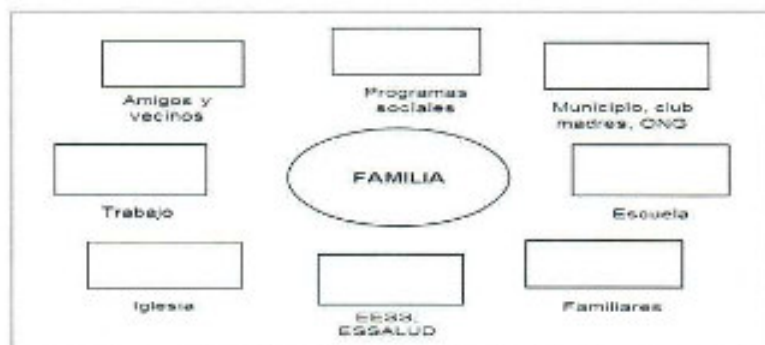 Amigos y
vecinos
Programas
sociales
Municipio, club
madres, ONG
Trabajo
FAMILIA
Escuela
Iglesia
EESS,
ESSALUD
Familiares